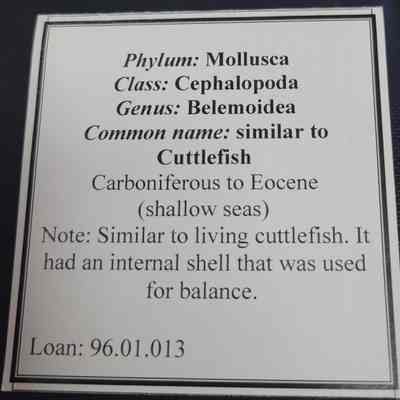 Phylum: Mollusca
Class: Cephalopoda
Genus: Belemoidea
Common name: similar to
Cuttlefish
Carboniferous to Eocene
(shallow seas)
Note: Similar to living cuttlefish. It
had an internal shell that was used
for balance.
Loan: 96.01.013